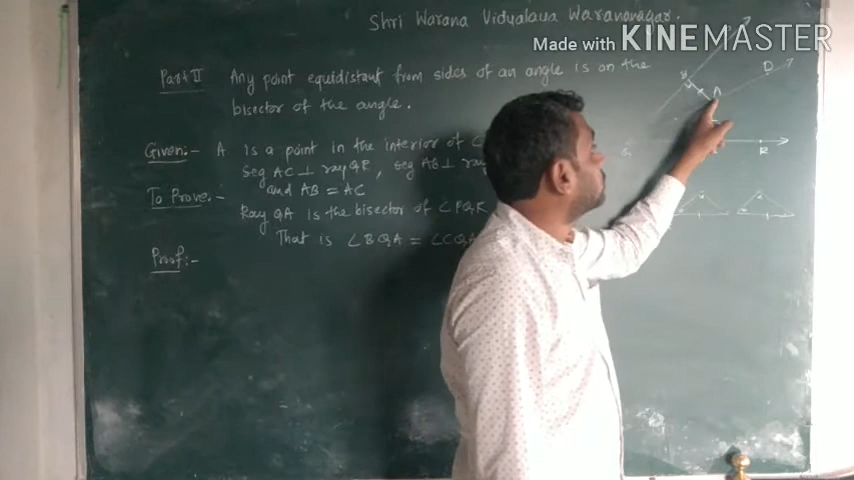 Shri Warana Vidyalaya Warananagar.
Made with KINEMASTER
Part II Any point equidistant from sides of an angle is on the
bisector of the angle.
Given:- A is a point in the interior of
seg AC ⊥ ray QR, seg AB ⊥ ray
and AB = AC
To Prove:-
Ray QA is the bisector of ∠PQR
That is ∠BQA = ∠CQA
Proof:-
B
A
D
R